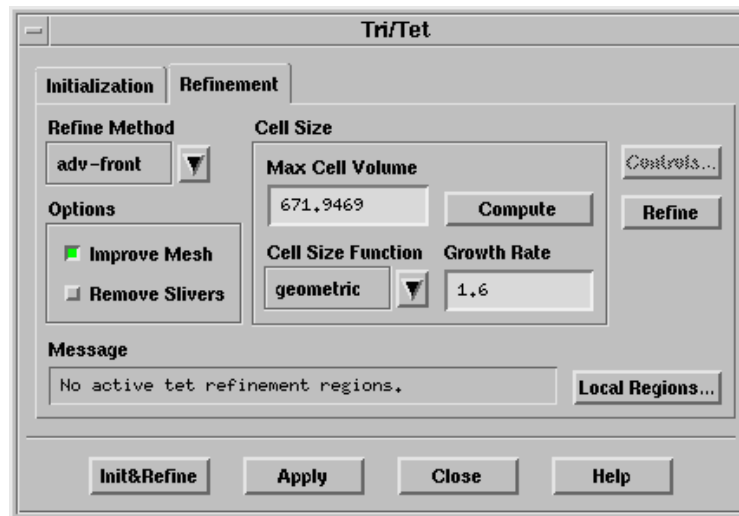 Tri/Tet
Initialization
Refinement
Refine Method
adv-front
Options
Improve Mesh
Remove Slivers
Cell Size
Max Cell Volume
671.9469
Compute
Cell Size Function
geometric
Growth Rate
1.6
Controls...
Refine
Message
No active tet refinement regions.
Local Regions...
Init&Refine
Apply
Close
Help